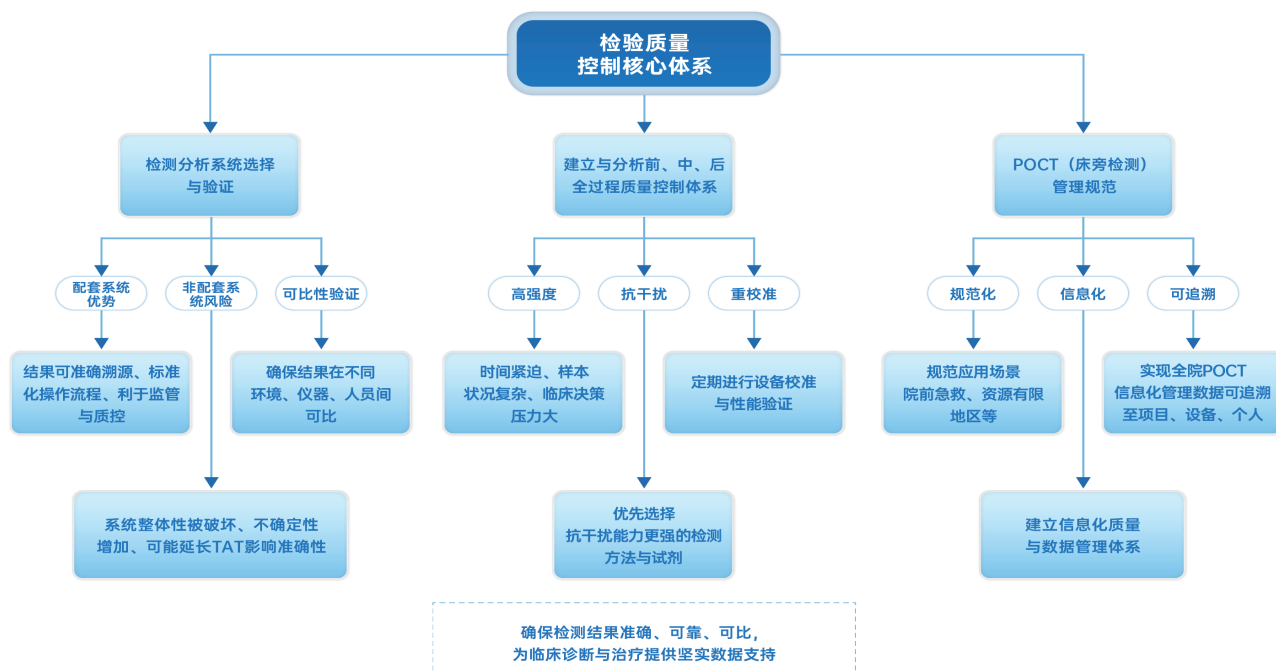 检验质量
控制核心体系
检测分析系统选择
与验证
建立与分析前、中、后
全过程质量控制体系
POCT（床旁检测）
管理规范
配套系统
优势
非配套系
统风险
可比性验证
高强度
抗干扰
重校准
规范化
信息化
可追溯
结果可准确溯源、标准
化操作流程、利于监管
与质控
确保结果在不同
环境、仪器、人员间
可比
时间紧迫、样本
状况复杂、临床决策
压力大
定期进行设备校准
与性能验证
规范应用场景
院前急救、资源有限
地区等
实现全院POCT
信息化管理数据可追溯
至项目、设备、个人
系统整体性被破坏、不确定性
增加、可能延长TAT影响准确性
优先选择
抗干扰能力更强的检测
方法与试剂
建立信息化质量
与数据管理体系
确保检测结果准确、可靠、可比，
为临床诊断与治疗提供坚实数据支持